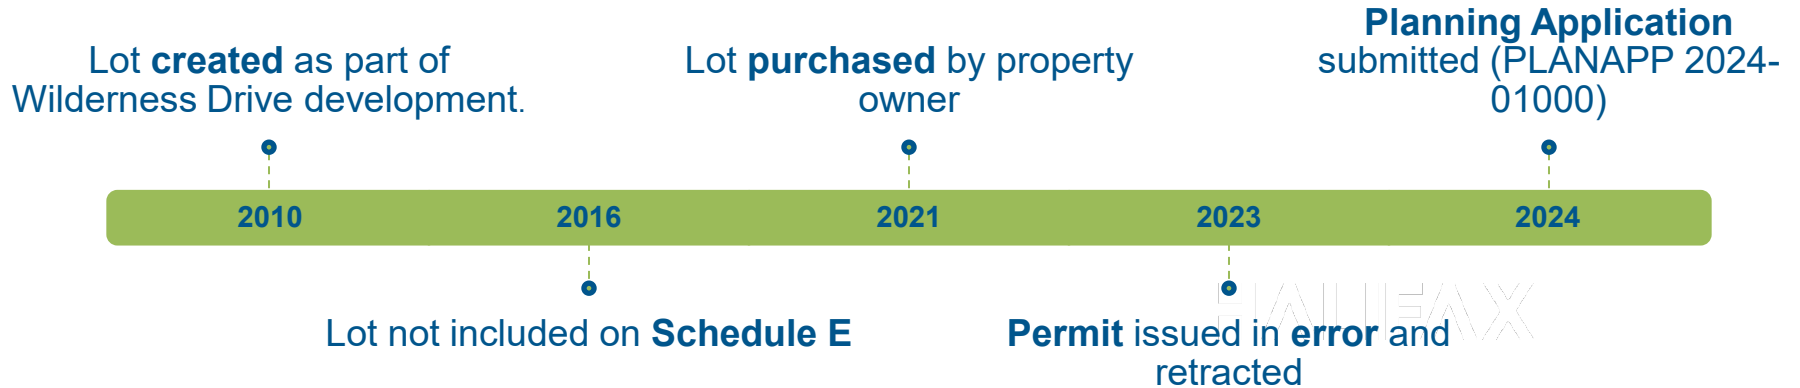 Planning Application
submitted (PLANAPP 2024-
01000)
Lot created as part of
Wilderness Drive development.
Lot purchased by property
owner
2010
2016
2021
2023
2024
Lot not included on Schedule E
Permit issued in error and
retracted
HALIFAX